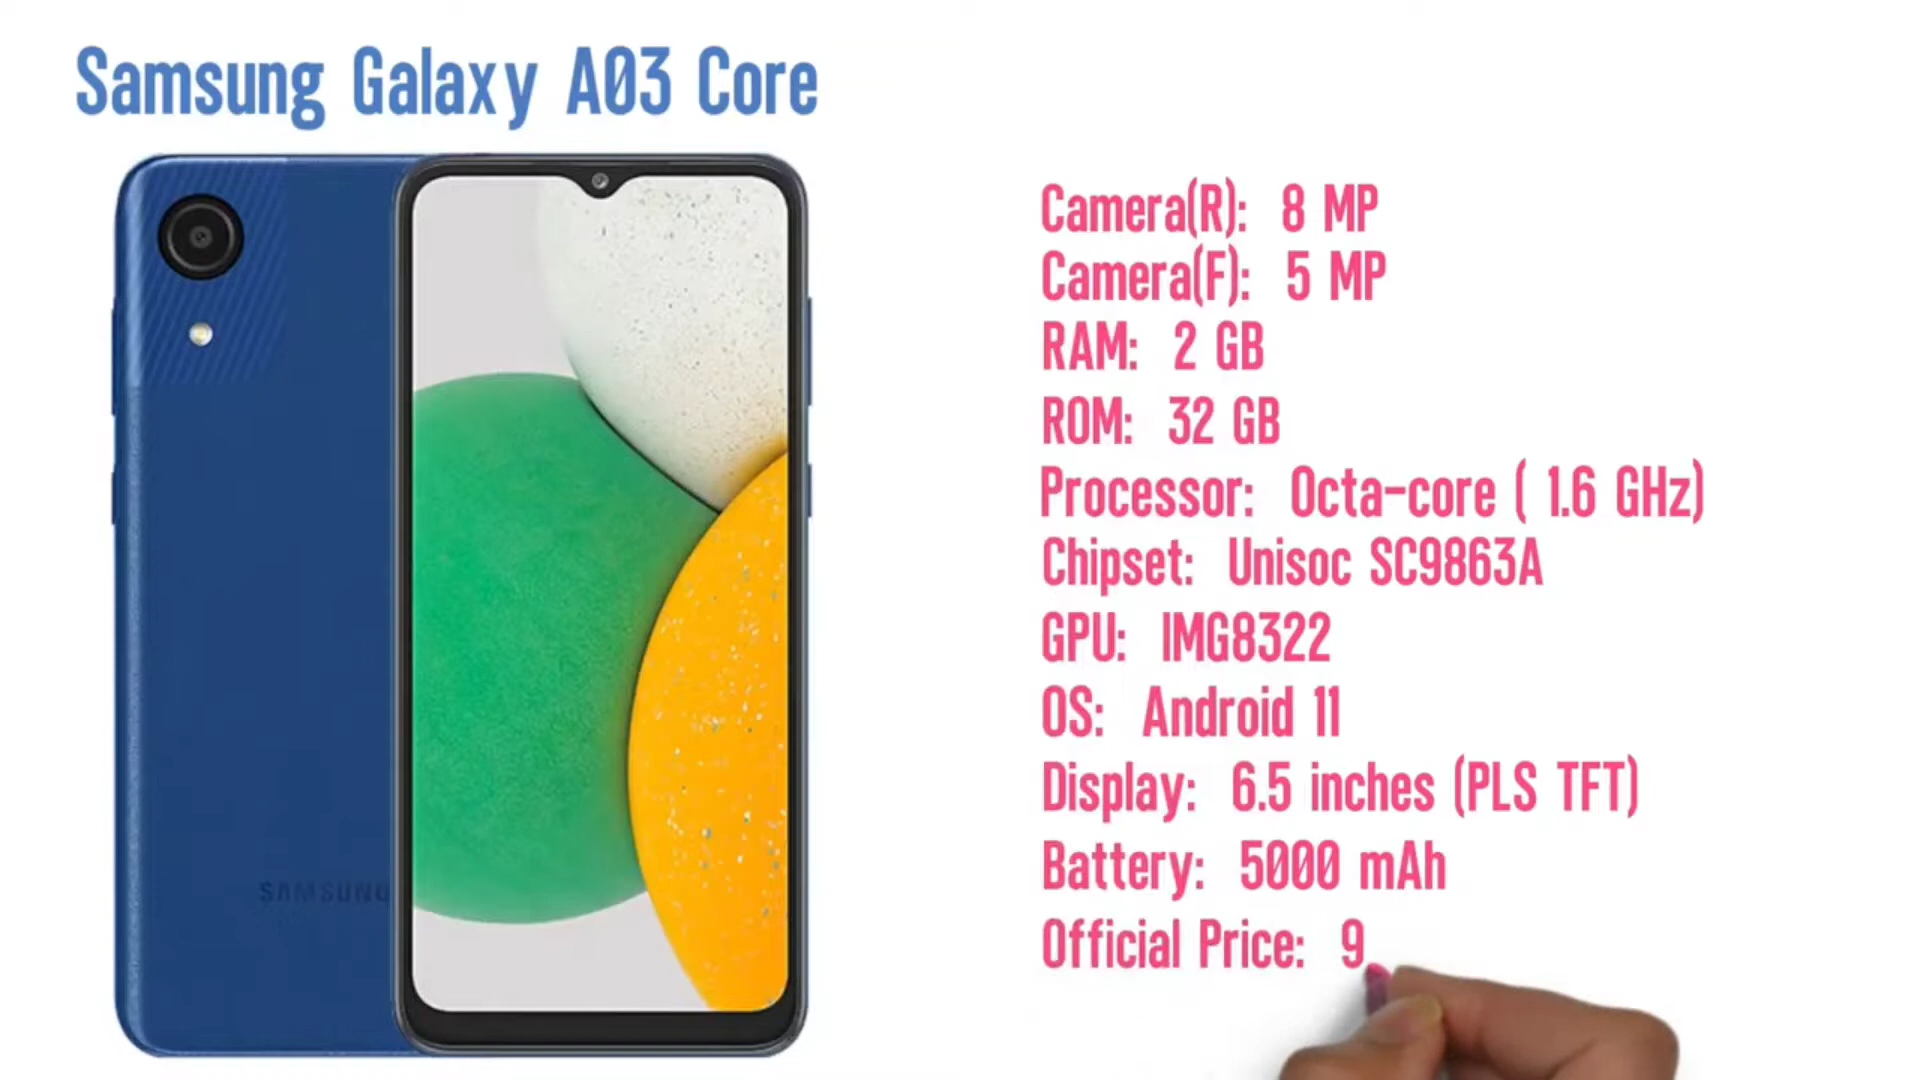 Samsung Galaxy A03 Core
Camera(R): 8 MP
Camera(F): 5 MP
RAM: 2 GB
ROM: 32 GB
Processor: Octa-core ( 1.6 GHz)
Chipset: Unisoc SC9863A
GPU: IMG8322
OS: Android 11
Display: 6.5 inches (PLS TFT)
Battery: 5000 mAh
Official Price: 9
SAMSUNG